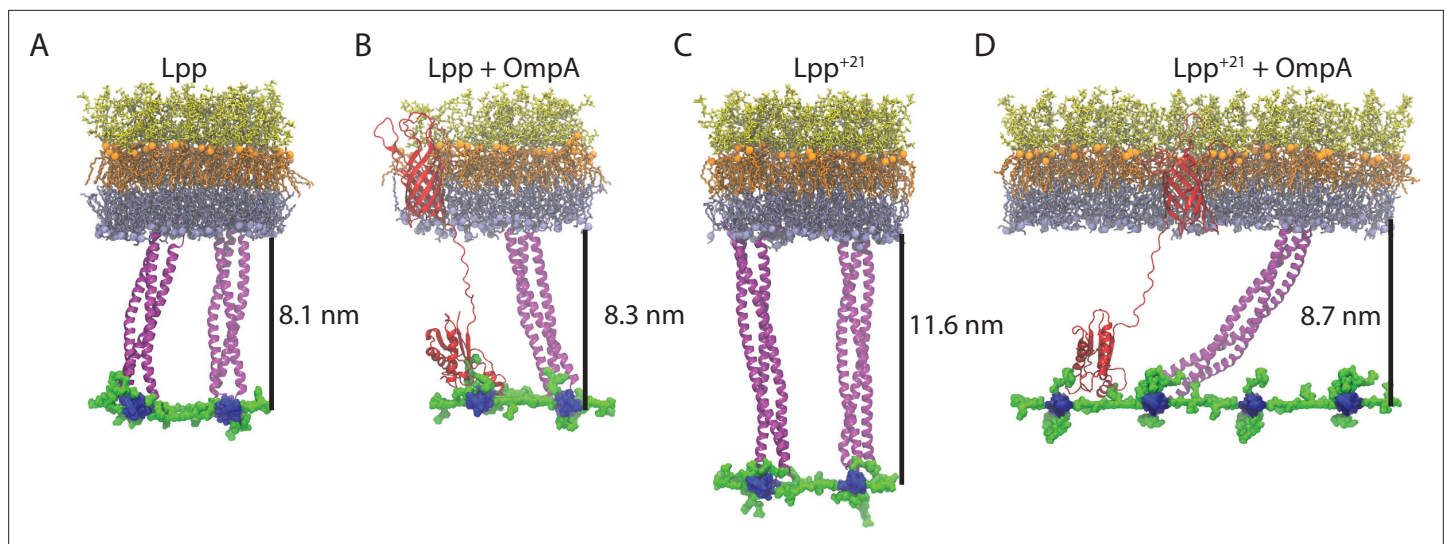 A
B
C
D
Lpp
Lpp + OmpA
Lpp⁺²¹
Lpp⁺²¹ + OmpA
8.1 nm
8.3 nm
11.6 nm
8.7 nm